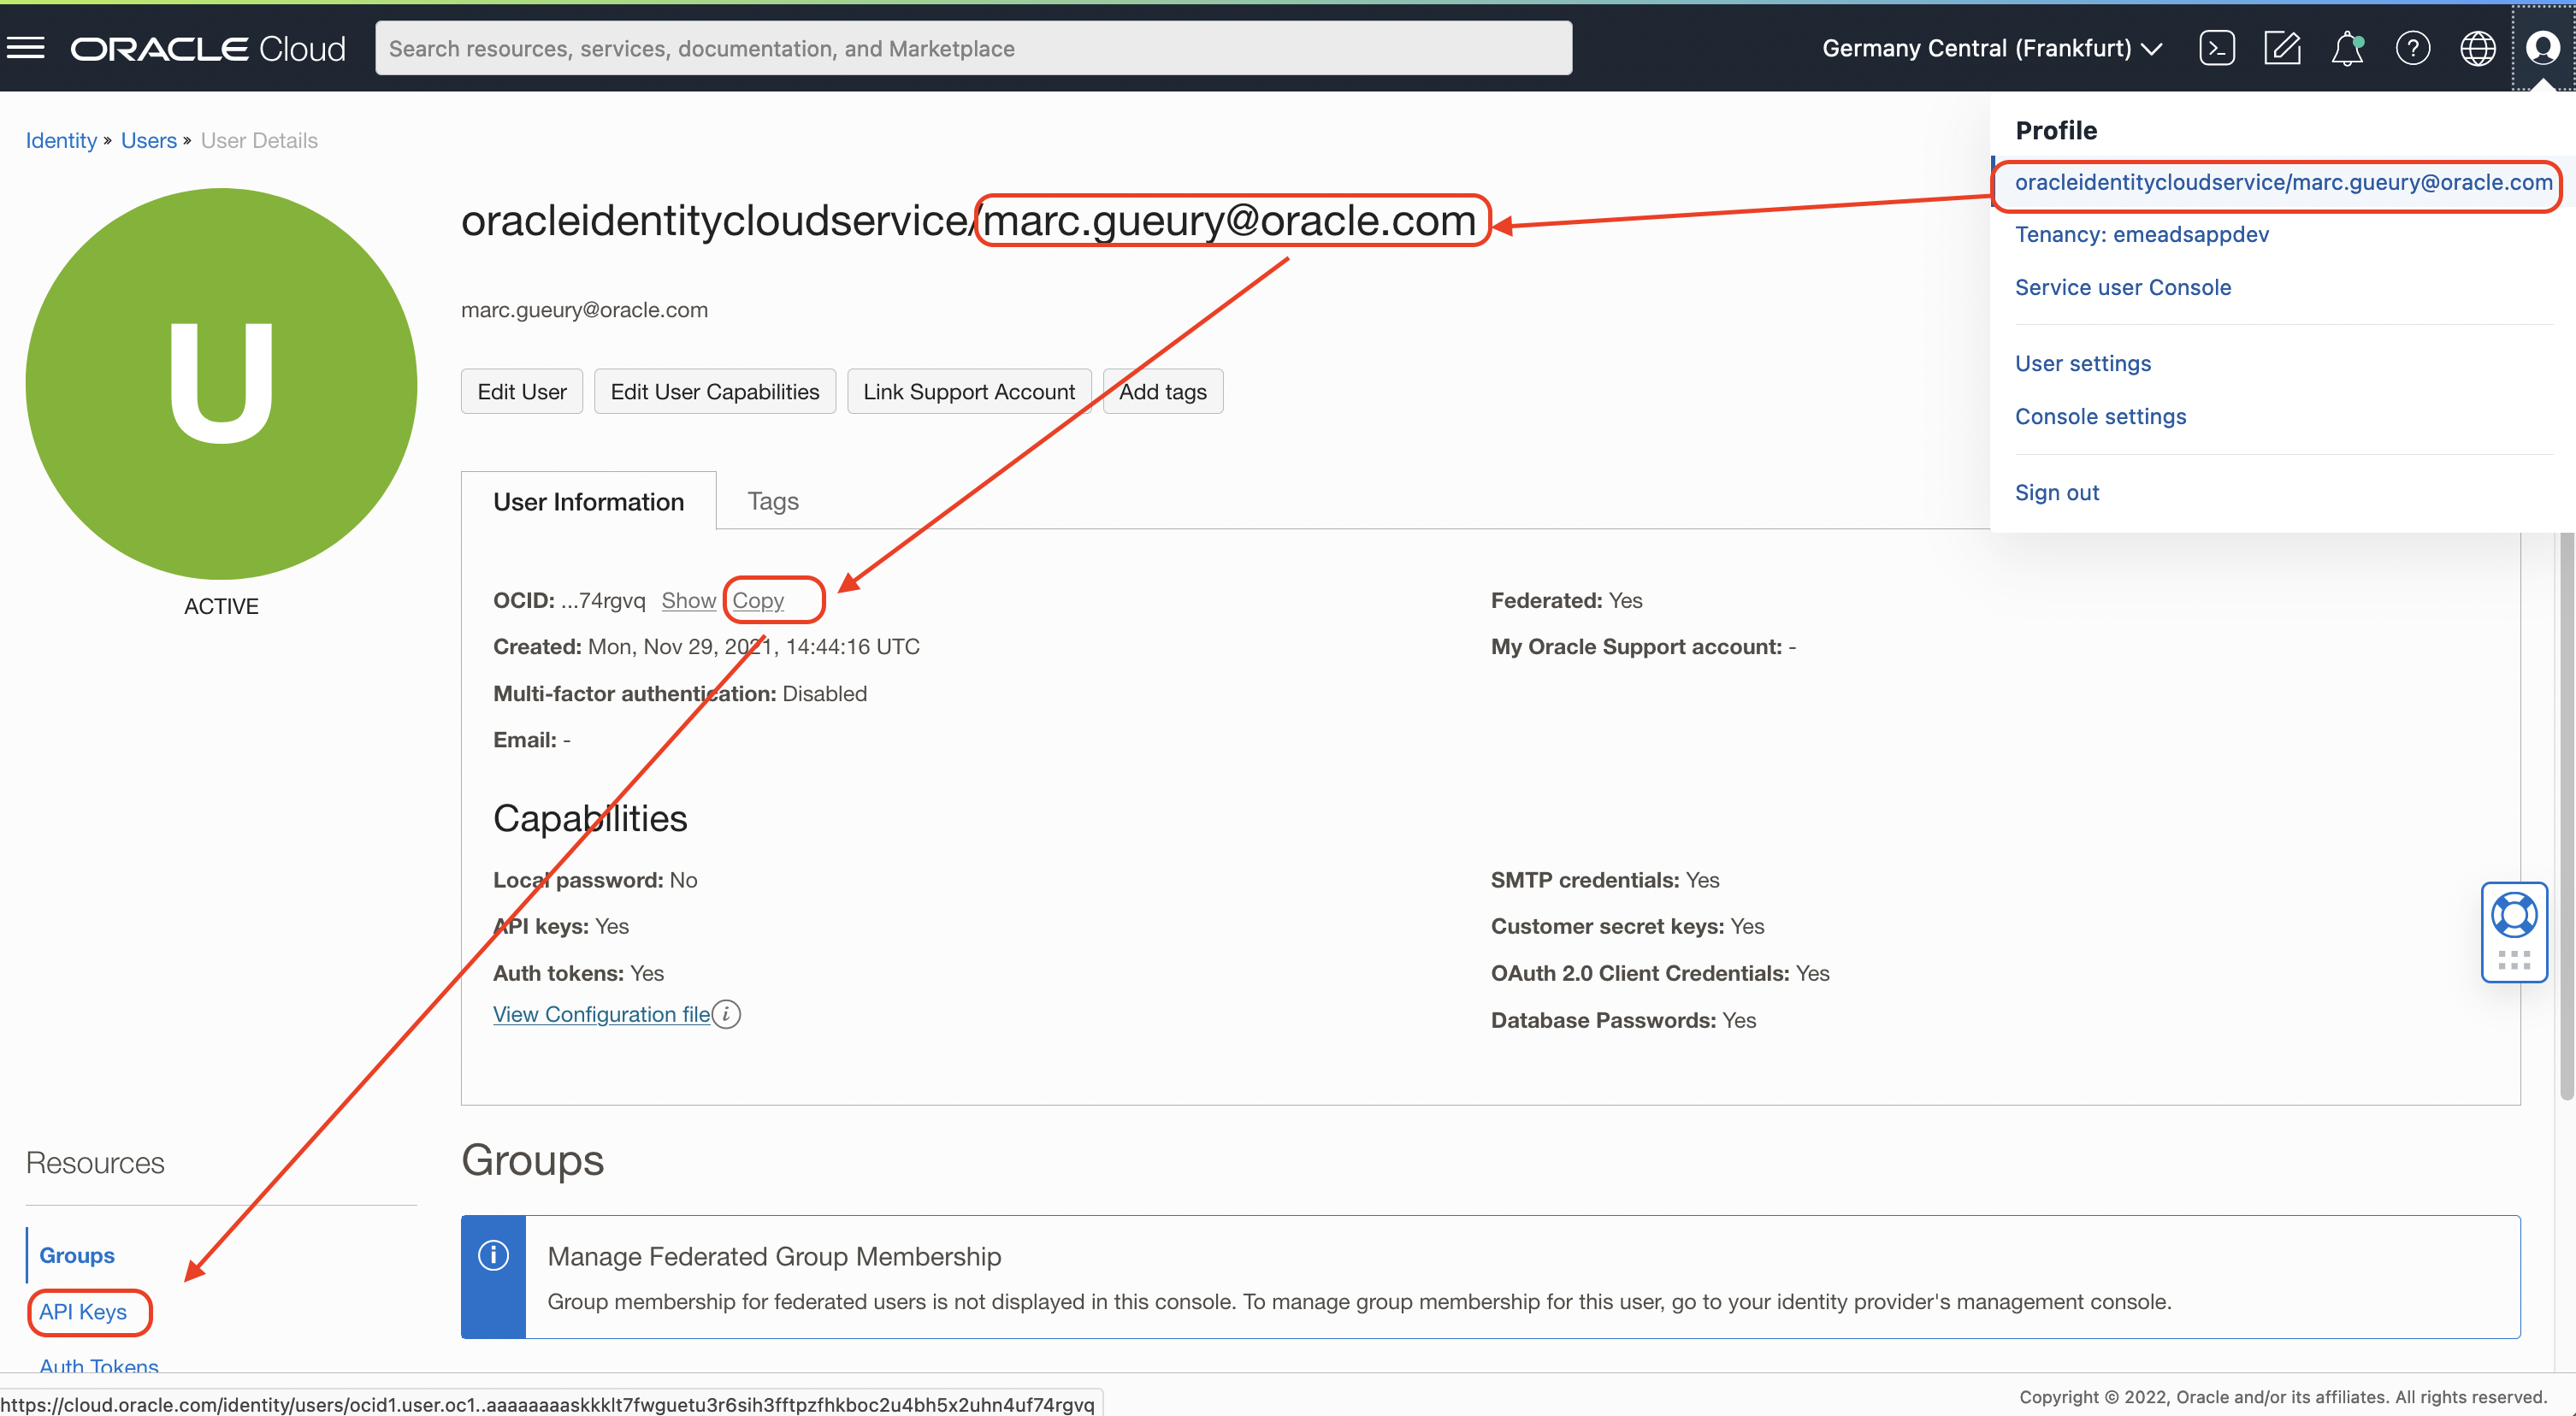 ORACLE Cloud
Search resources, services, documentation, and Marketplace
Germany Central (Frankfurt)
Profile
oracleidentitycloudservice/marc.gueury@oracle.com
Tenancy: emeadsappdev
Service user Console
User settings
Console settings
Sign out
Identity » Users » User Details
U
ACTIVE
oracleidentitycloudservice/marc.gueury@oracle.com
marc.gueury@oracle.com
Edit User
Edit User Capabilities
Link Support Account
Add tags
User Information
Tags
OCID: ...74rgvq Show Copy
Created: Mon, Nov 29, 2021, 14:44:16 UTC
Multi-factor authentication: Disabled
Email: -
Federated: Yes
My Oracle Support account: -
Capabilities
Local password: No
API keys: Yes
Auth tokens: Yes
View Configuration file
SMTP credentials: Yes
Customer secret keys: Yes
OAuth 2.0 Client Credentials: Yes
Database Passwords: Yes
Resources
Groups
API Keys
Auth Tokens
Groups
Manage Federated Group Membership
Group membership for federated users is not displayed in this console. To manage group membership for this user, go to your identity provider's management console.
https://cloud.oracle.com/identity/users/ocid1.user.oc1..aaaaaaaaskkklt7fwguetu3r6sih3fftpzfhkboc2u4bh5x2uhn4uf74rgvq
Copyright © 2022, Oracle and/or its affiliates. All rights reserved.